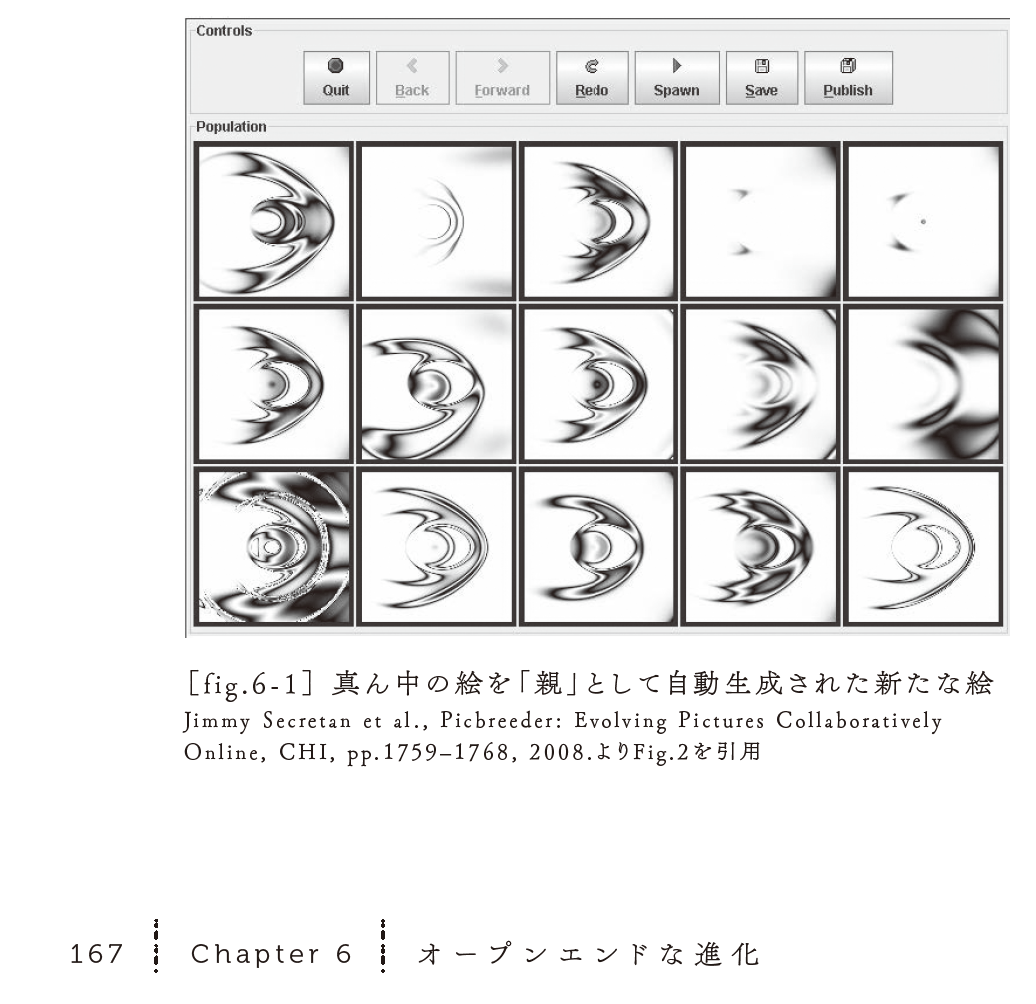 Controls
Quit Back Forward Redo Spawn Save Publish
Population
[fig.6-1] 真ん中の絵を「親」として自動生成された新たな絵
Jimmy Secretan et al., Picbreeder: Evolving Pictures Collaboratively
Online, CHI, pp.1759–1768, 2008.よりFig.2を引用
167 Chapter 6 オープンエンドな進化